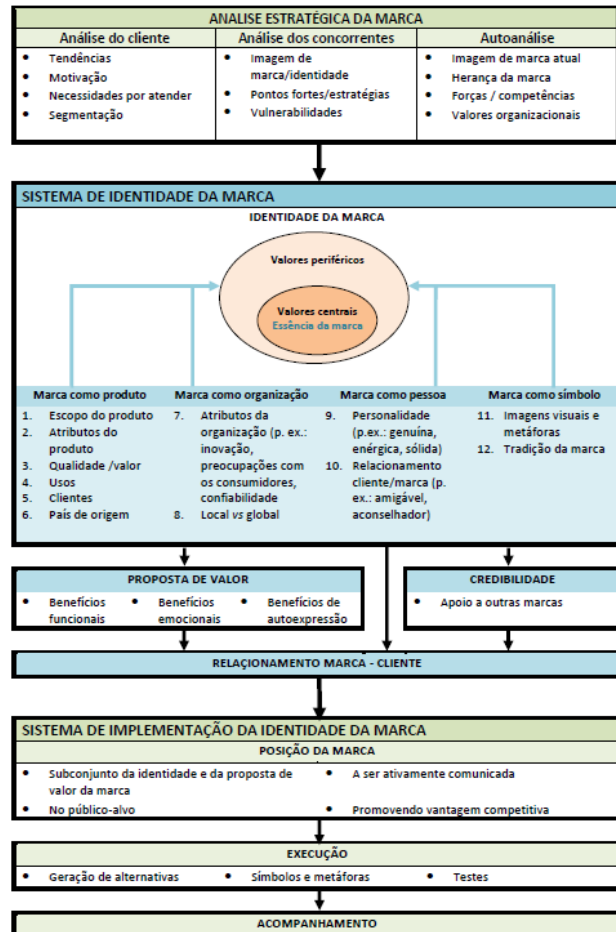 ANALISE ESTRATÉGICA DA MARCA
Análise do cliente
• Tendências
• Motivação
• Necessidades por atender
• Segmentação
Análise dos concorrentes
• Imagem de
marca/identidade
• Pontos fortes/estratégias
• Vulnerabilidades
Autoanálise
• Imagem de marca atual
• Herança da marca
• Forças / competências
• Valores organizacionais
SISTEMA DE IDENTIDADE DA MARCA
IDENTIDADE DA MARCA
Valores periféricos
Valores centrais
Essência da marca
Marca como produto
1. Escopo do produto
2. Atributos do
produto
3. Qualidade /valor
4. Usos
5. Clientes
6. País de origem
Marca como organização
7. Atributos da
organização (p. ex.:
inovação,
preocupações com
os consumidores,
confiabilidade
8. Local vs global
Marca como pessoa
9. Personalidade
(p.ex.: genuína,
enérgica, sólida)
10. Relacionamento
cliente/marca (p.
ex.: amigável,
aconselhador)
Marca como símbolo
11. Imagens visuais e
metáforas
12. Tradição da marca
PROPOSTA DE VALOR
• Benefícios
funcionais
• Benefícios
emocionais
• Benefícios de
autoexpressão
CREDIBILIDADE
• Apoio a outras marcas
RELAÇIONAMENTO MARCA - CLIENTE
SISTEMA DE IMPLEMENTAÇÃO DA IDENTIDADE DA MARCA
POSIÇÃO DA MARCA
• Subconjunto da identidade e da proposta de
valor da marca
• No público-alvo
• A ser ativamente comunicada
• Promovendo vantagem competitiva
EXECUÇÃO
• Geração de alternativas
• Símbolos e metáforas
• Testes
ACOMPANHAMENTO